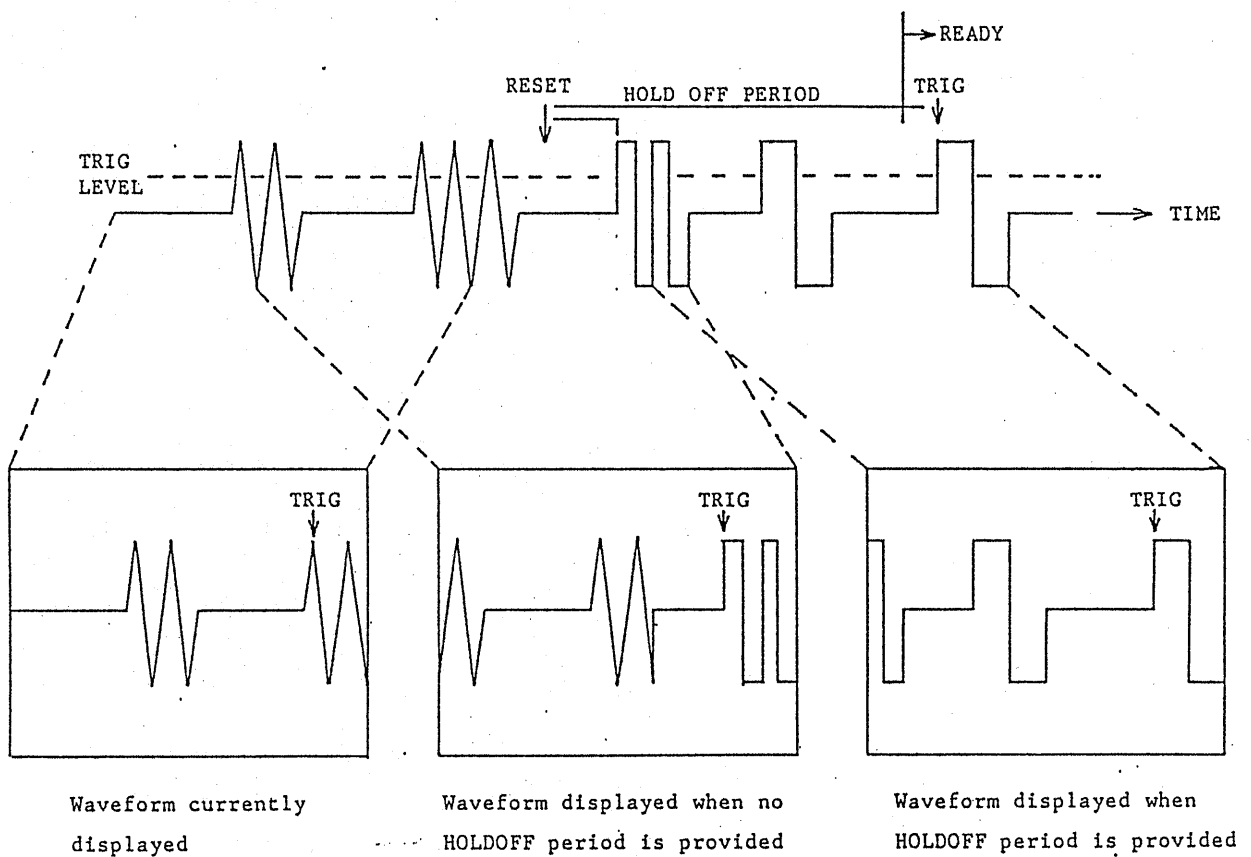 READY
RESET
HOLD OFF PERIOD
TRIG
TRIG
LEVEL
TIME
TRIG
TRIG
TRIG
Waveform currently
displayed
Waveform displayed when no
HOLDOFF period is provided
Waveform displayed when
HOLDOFF period is provided